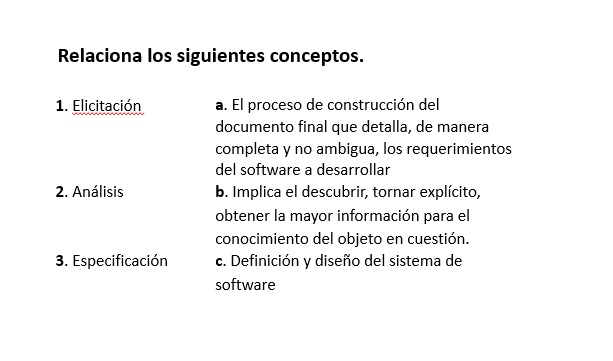 Relaciona los siguientes conceptos.
1. Elicitación
a. El proceso de construcción del
documento final que detalla, de manera
completa y no ambigua, los requerimientos
del software a desarrollar
2. Análisis
b. Implica el descubrir, tornar explícito,
obtener la mayor información para el
conocimiento del objeto en cuestión.
3. Especificación
c. Definición y diseño del sistema de
software